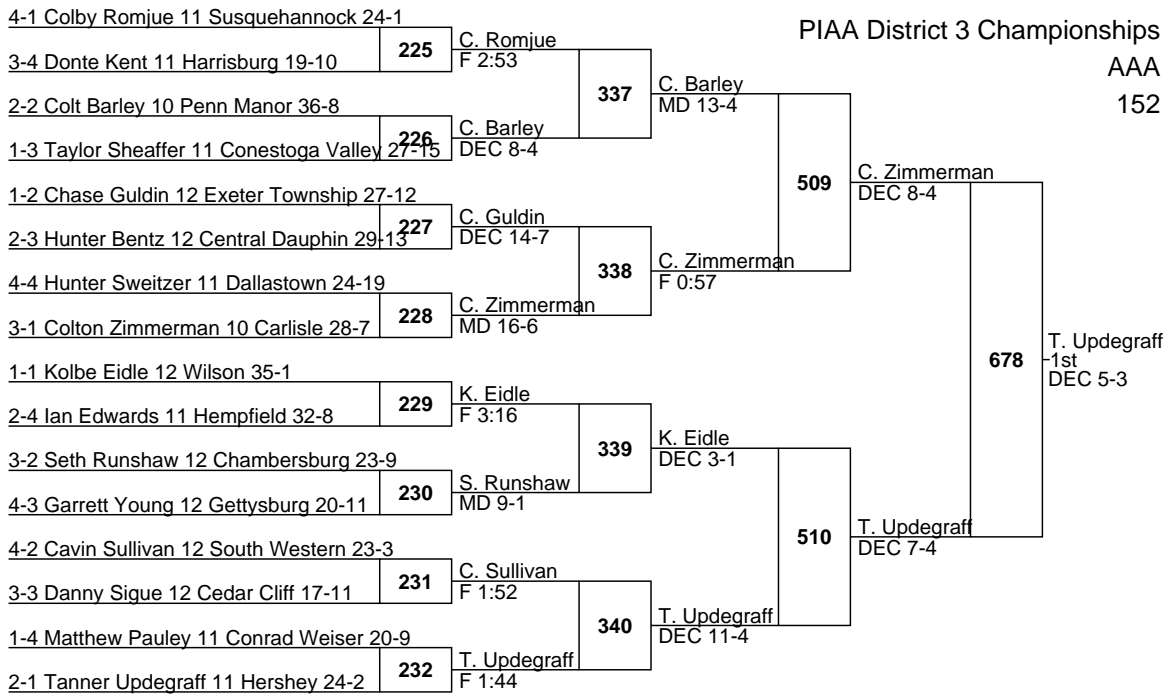 PIAA District 3 Championships
AAA
152
4-1 Colby Romjue 11 Susquehannock 24-1
3-4 Donte Kent 11 Harrisburg 19-10
2-2 Colt Barley 10 Penn Manor 36-8
1-3 Taylor Sheaffer 11 Conestoga Valley 27-15
1-2 Chase Guldin 12 Exeter Township 27-12
2-3 Hunter Bentz 12 Central Dauphin 29-13
4-4 Hunter Sweitzer 11 Dallastown 24-19
3-1 Colton Zimmerman 10 Carlisle 28-7
1-1 Kolbe Eidle 12 Wilson 35-1
2-4 Ian Edwards 11 Hempfield 32-8
3-2 Seth Runshaw 12 Chambersburg 23-9
4-3 Garrett Young 12 Gettysburg 20-11
4-2 Cavin Sullivan 12 South Western 23-3
3-3 Danny Sigue 12 Cedar Cliff 17-11
1-4 Matthew Pauley 11 Conrad Weiser 20-9
2-1 Tanner Updegraff 11 Hershey 24-2
225
C. Romjue
F 2:53
226
C. Barley
DEC 8-4
227
C. Guldin
DEC 14-7
228
C. Zimmerman
MD 16-6
229
K. Eidle
F 3:16
230
S. Runshaw
MD 9-1
231
C. Sullivan
F 1:52
232
T. Updegraff
F 1:44
337
C. Barley
MD 13-4
338
C. Zimmerman
F 0:57
339
K. Eidle
DEC 3-1
340
T. Updegraff
DEC 11-4
509
C. Zimmerman
DEC 8-4
510
T. Updegraff
DEC 7-4
678
T. Updegraff
1st
DEC 5-3